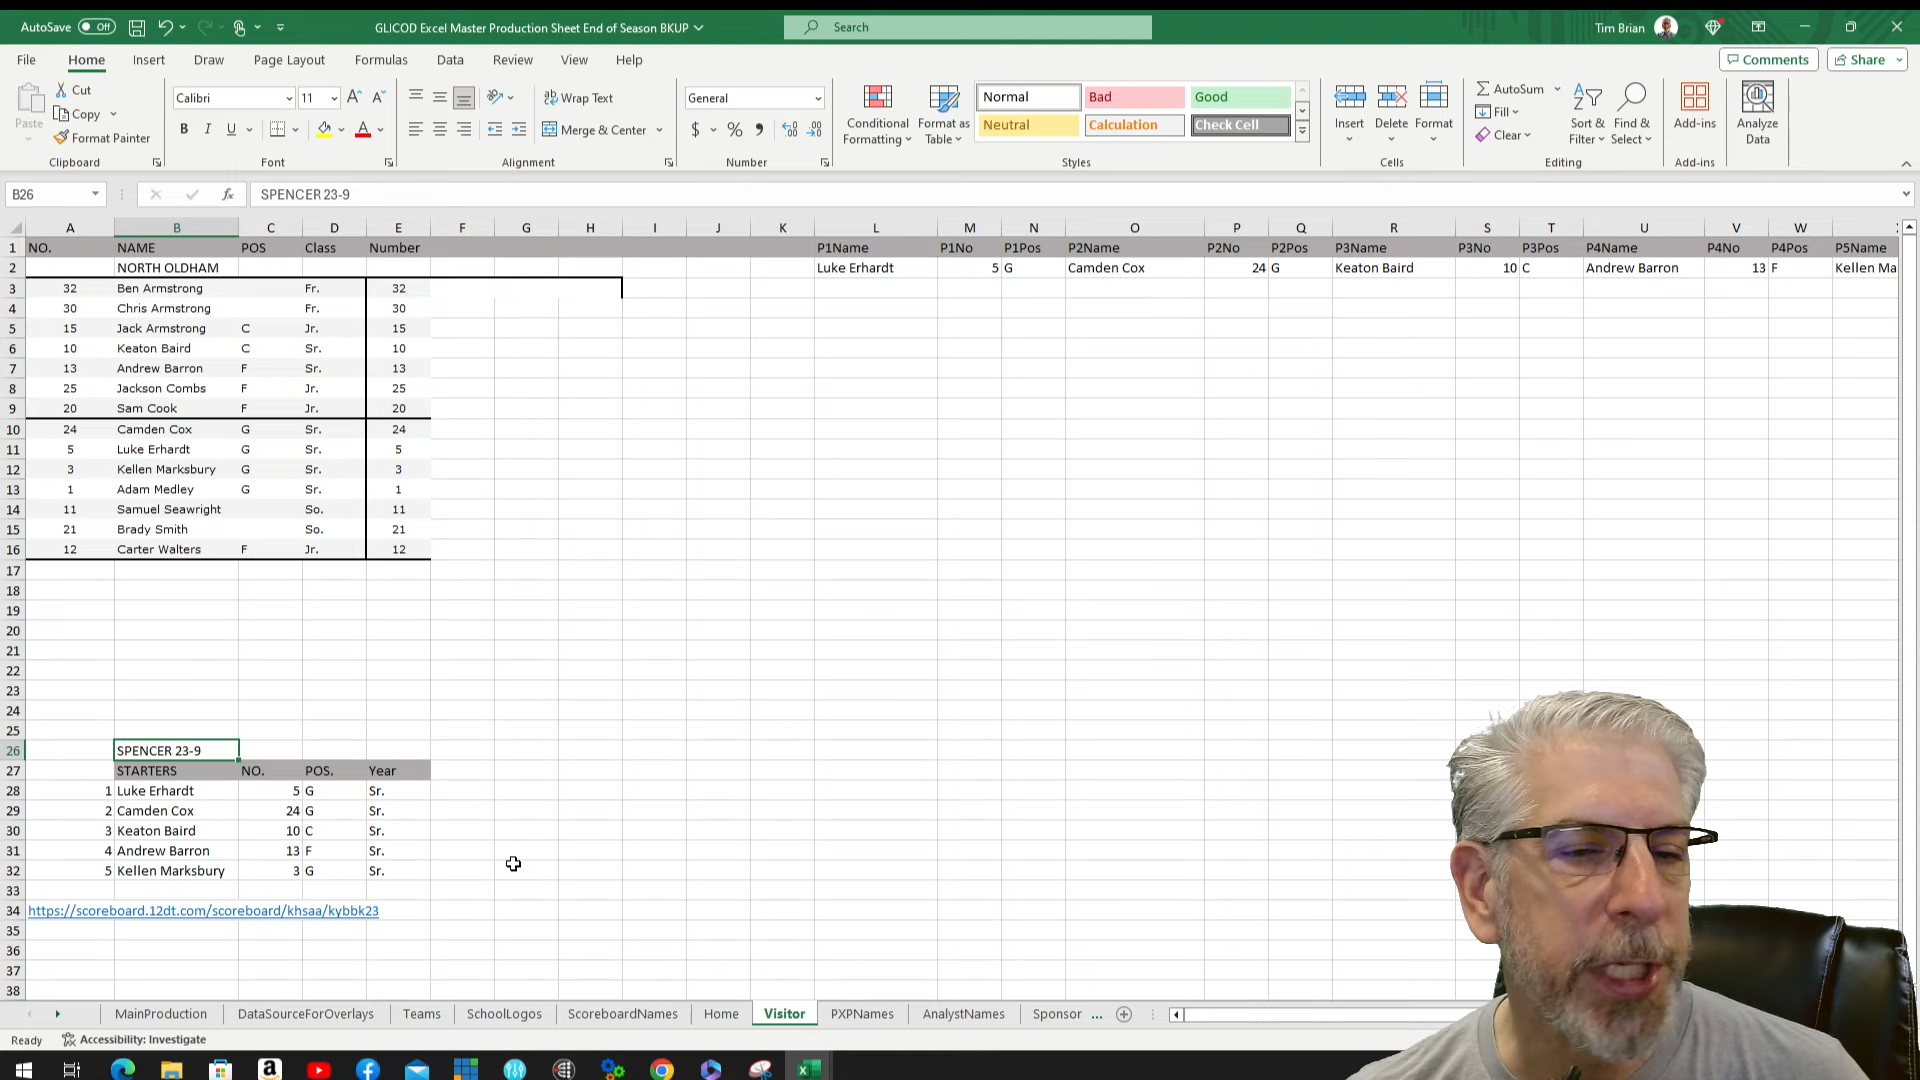 AutoSave Off GLICOD Excel Master Production Sheet End of Season BKUP Search Tim Brian
File Home Insert Draw Page Layout Formulas Data Review View Help Comments Share
Paste Cut Copy Format Painter Clipboard
Calibri 11 B I U A Font
Wrap Text Merge & Center Alignment
General $ % Number
Conditional Formatting Format as Table Normal Bad Good Neutral Calculation Check Cell Styles
Insert Delete Format Cells
AutoSum Fill Clear Sort & Filter Find & Select Editing
Add-ins Add-ins Analyze Data
B26 fx SPENCER 23-9
A B C D E F G H I J K L M N O P Q R S T U V W
1 NO. NAME POS Class Number P1Name P1No P1Pos P2Name P2No P2Pos P3Name P3No P3Pos P4Name P4No P4Pos P5Name
2 NORTH OLDHAM Luke Erhardt 5 G Camden Cox 24 G Keaton Baird 10 C Andrew Barron 13 F Kellen Ma
3 32 Ben Armstrong Fr. 32
4 30 Chris Armstrong Fr. 30
5 15 Jack Armstrong C Jr. 15
6 10 Keaton Baird C Sr. 10
7 13 Andrew Barron F Sr. 13
8 25 Jackson Combs F Jr. 25
9 20 Sam Cook F Jr. 20
10 24 Camden Cox G Sr. 24
11 5 Luke Erhardt G Sr. 5
12 3 Kellen Marksbury G Sr. 3
13 1 Adam Medley G Sr. 1
14 11 Samuel Seawright So. 11
15 21 Brady Smith So. 21
16 12 Carter Walters F Jr. 12
17
18
19
20
21
22
23
24
25
26 SPENCER 23-9
27 STARTERS NO. POS. Year
28 1 Luke Erhardt 5 G Sr.
29 2 Camden Cox 24 G Sr.
30 3 Keaton Baird 10 C Sr.
31 4 Andrew Barron 13 F Sr.
32 5 Kellen Marksbury 3 G Sr.
33
34 https://scoreboard.12dt.com/scoreboard/khsaa/kybbk23
35
36
37
38
MainProduction DataSourceForOverlays Teams SchoolLogos ScoreboardNames Home Visitor PXPNames AnalystNames Sponsor ...
Ready Accessibility: Investigate